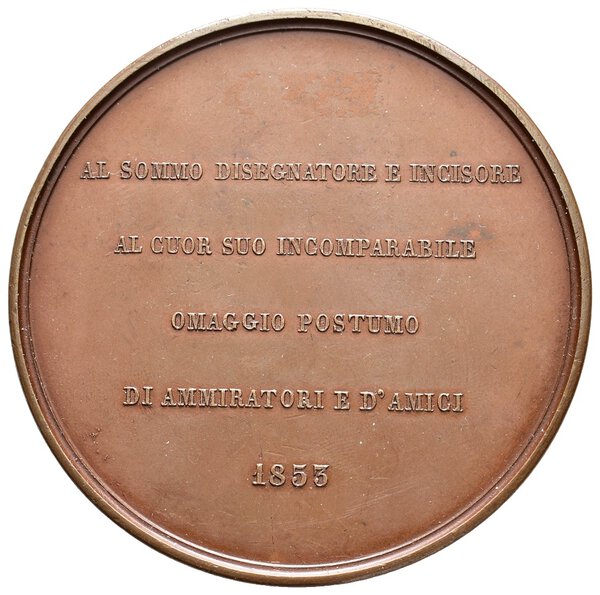 AL SOMMO DISEGNATORE E INCISORE
AL CUOR SUO INCOMPARABILE
OMAGGIO POSTUMO
DI AMMIRATORI E D'AMICI
1853